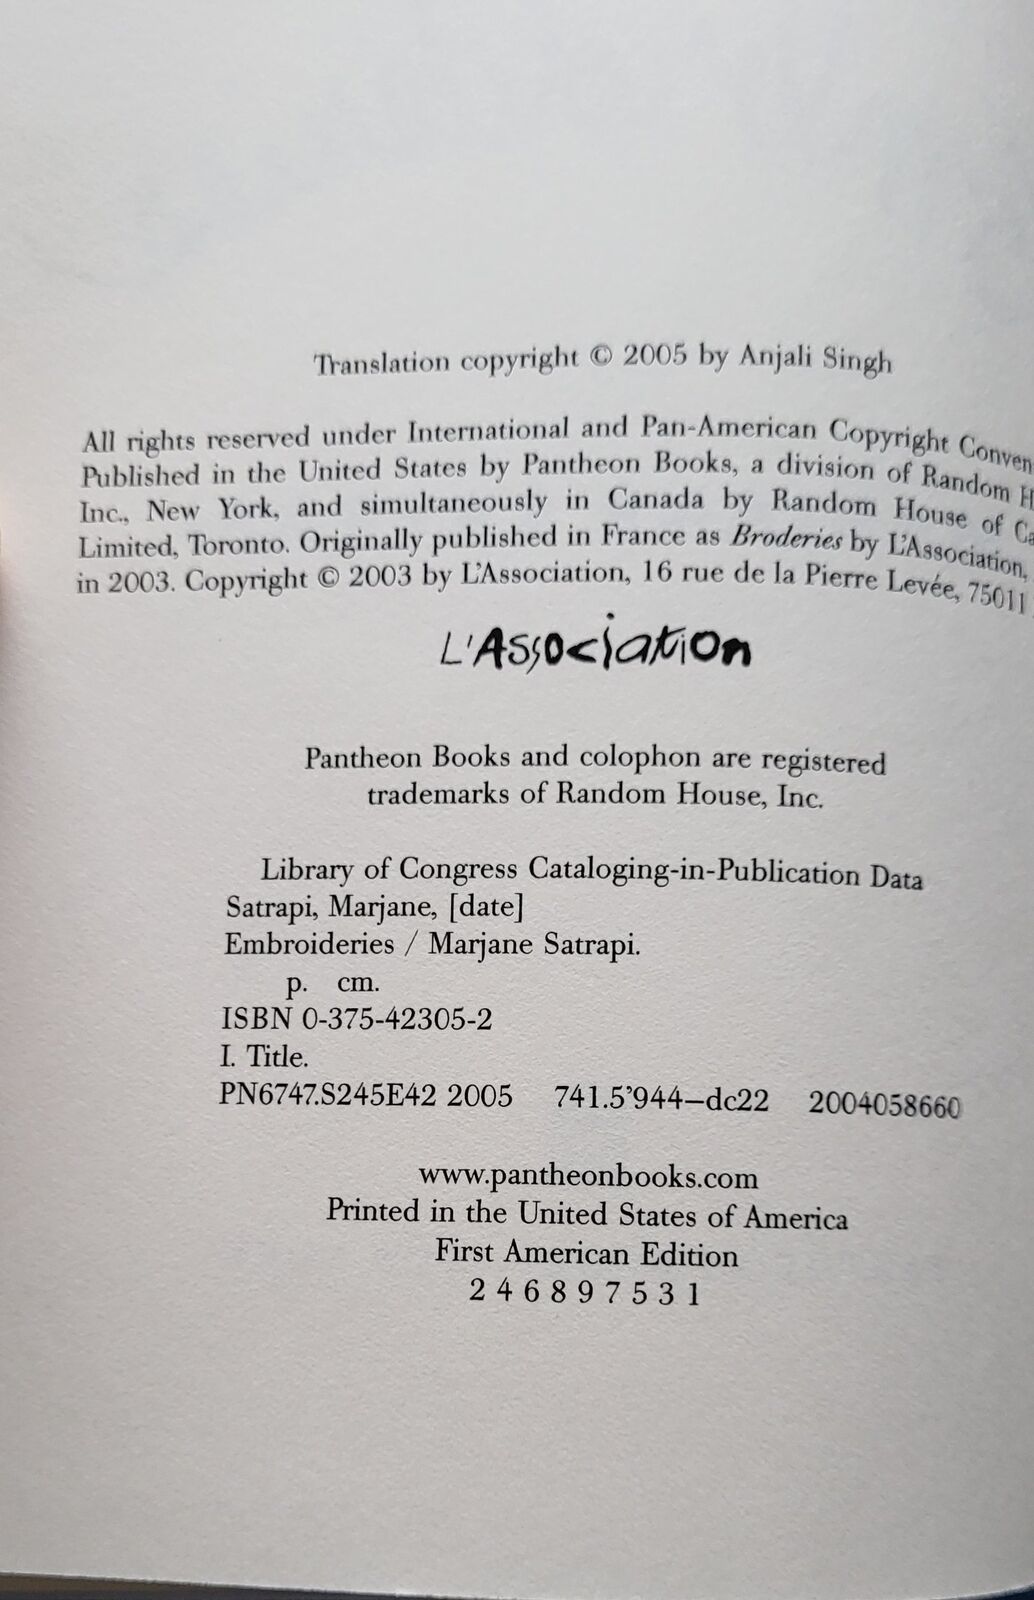 Translation copyright © 2005 by Anjali Singh
All rights reserved under International and Pan-American Copyright
Published in the United States by Pantheon Books, a division of Random
Inc., New York, and simultaneously in Canada by Random House of
Limited, Toronto. Originally published in France as Broderies by L'Association,
in 2003. Copyright © 2003 by L'Association, 16 rue de la Pierre Levée, 75011
L'Association
Pantheon Books and colophon are registered
trademarks of Random House, Inc.
Library of Congress Cataloging-in-Publication Data
Satrapi, Marjane, [date]
Embroideries / Marjane Satrapi.
p. cm.
ISBN 0-375-42305-2
I. Title.
PN6747.S245E42 2005 741.5'944–dc22 2004058660
www.pantheonbooks.com
Printed in the United States of America
First American Edition
2 4 6 8 9 7 5 3 1